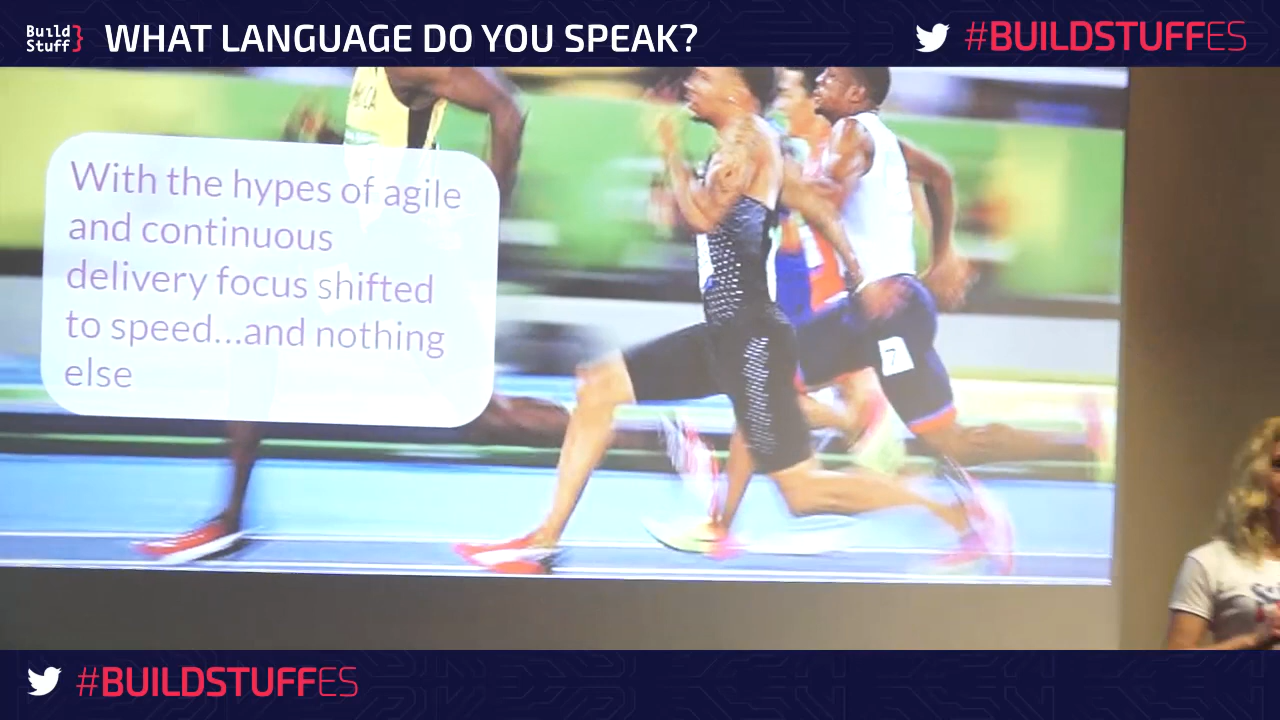 Build
Stuff}
WHAT LANGUAGE DO YOU SPEAK?
#BUILDSTUFFES
With the hypes of agile
and continuous
delivery focus shifted
to speed...and nothing
else
7
#BUILDSTUFFES